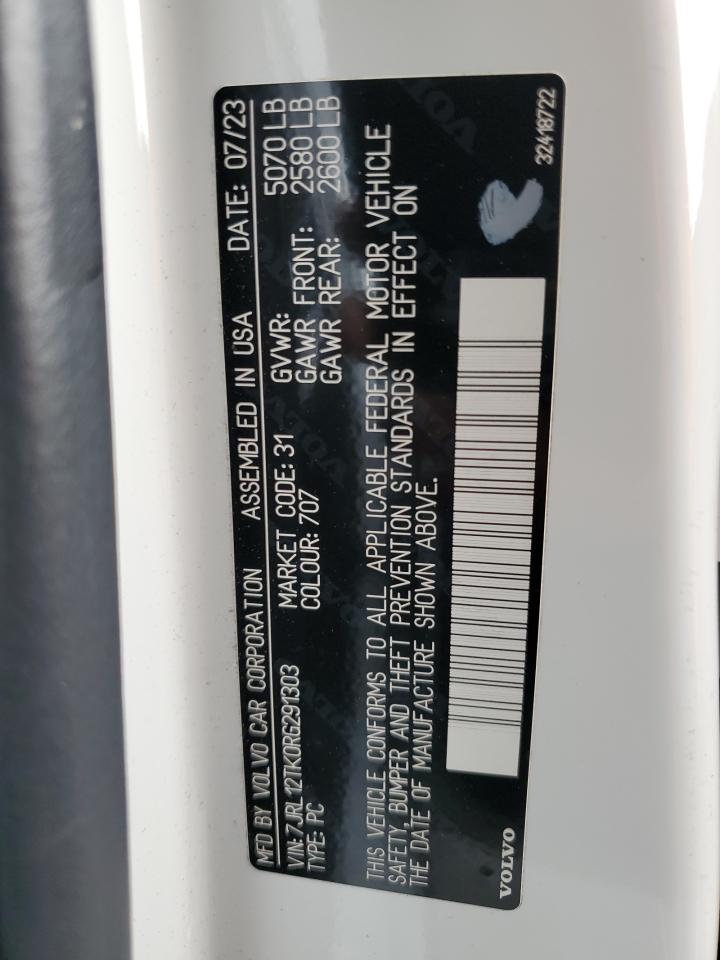 MFD BY VOLVO CAR CORPORATION ASSEMBLED IN USA DATE: 07/23
VIN: 7JRL12TK0RG291303 MARKET CODE: 31 GVWR: 5070 LB
TYPE: PC COLOUR: 707 GAWR FRONT: 2580 LB
GAWR REAR: 2600 LB
THIS VEHICLE CONFORMS TO ALL APPLICABLE FEDERAL MOTOR VEHICLE
SAFETY, BUMPER AND THEFT PREVENTION STANDARDS IN EFFECT ON
THE DATE OF MANUFACTURE SHOWN ABOVE.
VOLVO 32418722